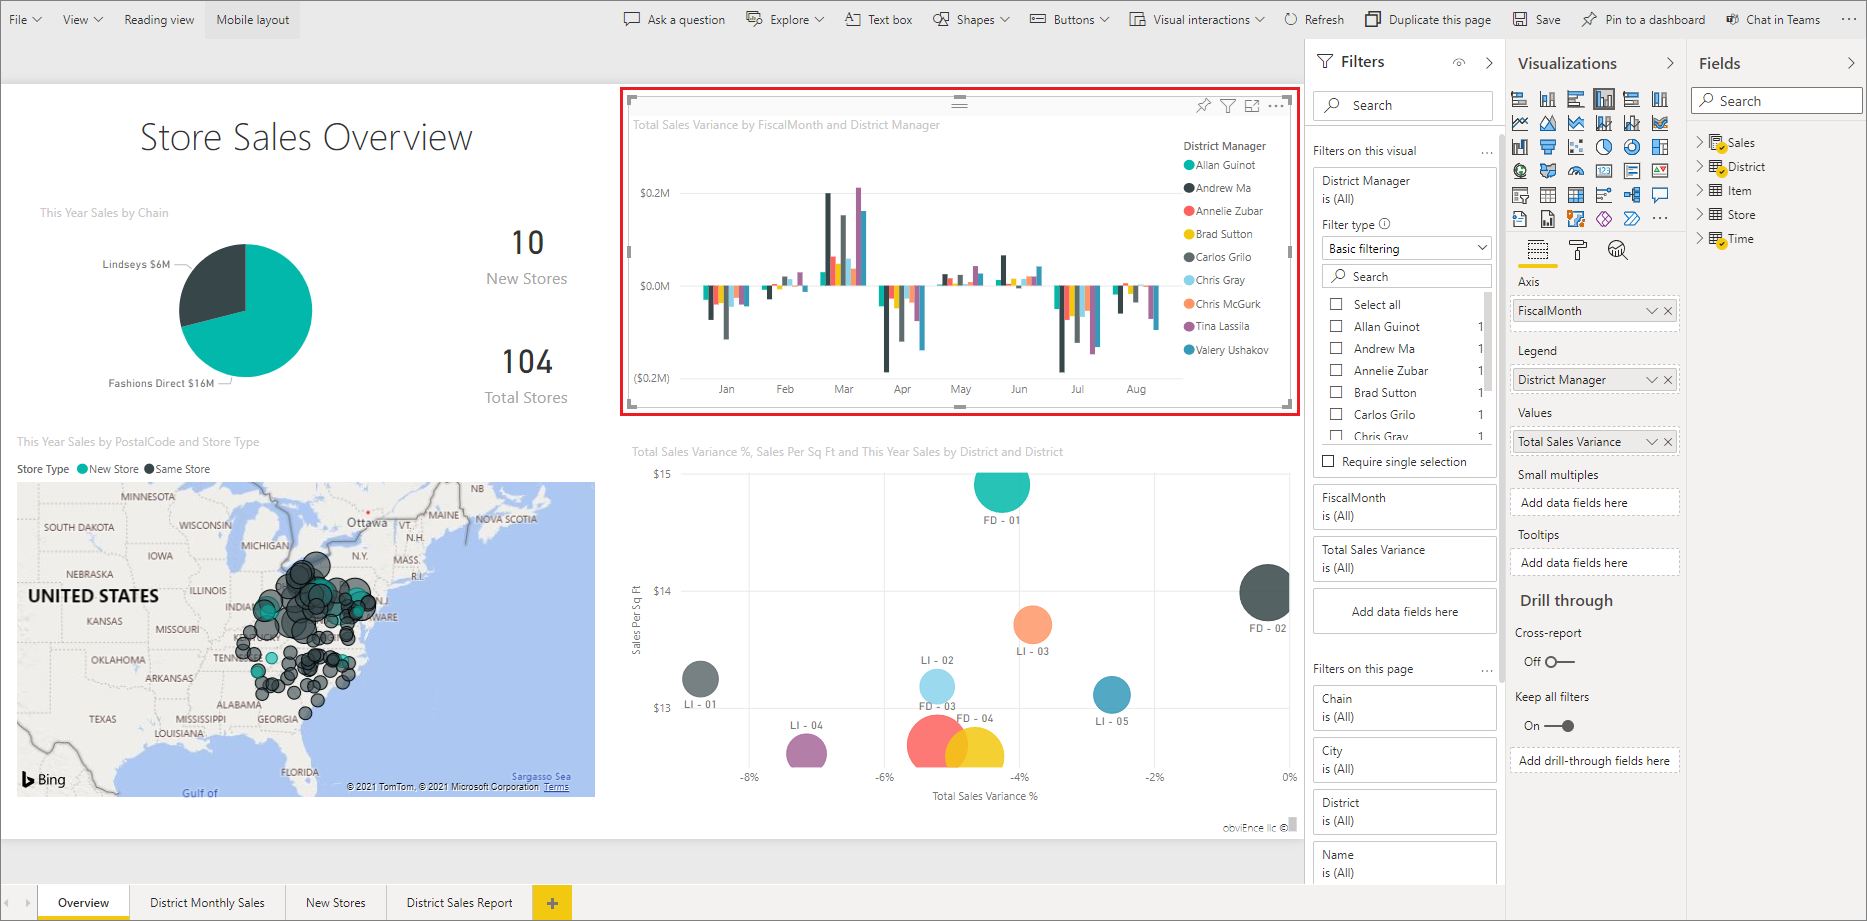 File
View
Reading view
Mobile layout
Ask a question
Explore
Text box
Shapes
Buttons
Visual interactions
Refresh
Duplicate this page
Save
Pin to a dashboard
Chat in Teams
Store Sales Overview
This Year Sales by Chain
Lindseys $6M
Fashions Direct $16M
10
New Stores
104
Total Stores
Total Sales Variance by FiscalMonth and District Manager
$0.2M
$0.0M
($0.2M)
Jan
Feb
Mar
Apr
May
Jun
Jul
Aug
District Manager
Allan Guinot
Andrew Ma
Annelie Zubar
Brad Sutton
Carlos Grilo
Chris Gray
Chris McGurk
Tina Lassila
Valery Ushakov
This Year Sales by PostalCode and Store Type
Store Type
New Store
Same Store
MINNESOTA
NB
SOUTH DAKOTA
WISCONSIN
Ottawa
VT.
MAINE
NOVA SCOTIA
N.H.
MICHIGAN
IOWA
N.Y.
MASS.
NEBRASKA
R.I.
ILLINOIS
UNITED STATES
INDIA
N.J.
KANSAS
MISSOURI
WARE
OKLAHOMA
TENNE
ARKANSAS
ALABAMA
TEXAS
MISSISSIPPI
GEORGIA
LOUISIANA
FLORIDA
Bing
Sargasso Sea
© 2021 TomTom, © 2021 Microsoft Corporation
Terms
Gulf of
Total Sales Variance %, Sales Per Sq Ft and This Year Sales by District and District
$15
$14
$13
Sales Per Sq Ft
FD - 01
FD - 02
LI - 03
LI - 02
LI - 01
FD - 03
FD - 04
LI - 05
LI - 04
-8%
-6%
-4%
-2%
0%
Total Sales Variance %
obviEnce llc ©
Filters
Search
Filters on this visual
District Manager
is (All)
Filter type
Basic filtering
Search
Select all
Allan Guinot 1
Andrew Ma 1
Annelie Zubar 1
Brad Sutton 1
Carlos Grilo 1
Chris Gray 1
Require single selection
FiscalMonth
is (All)
Total Sales Variance
is (All)
Add data fields here
Filters on this page
Chain
is (All)
City
is (All)
District
is (All)
Name
is (All)
Visualizations
Axis
FiscalMonth
Legend
District Manager
Values
Total Sales Variance
Small multiples
Add data fields here
Tooltips
Add data fields here
Drill through
Cross-report
Off
Keep all filters
On
Add drill-through fields here
Fields
Search
Sales
District
Item
Store
Time
Overview
District Monthly Sales
New Stores
District Sales Report